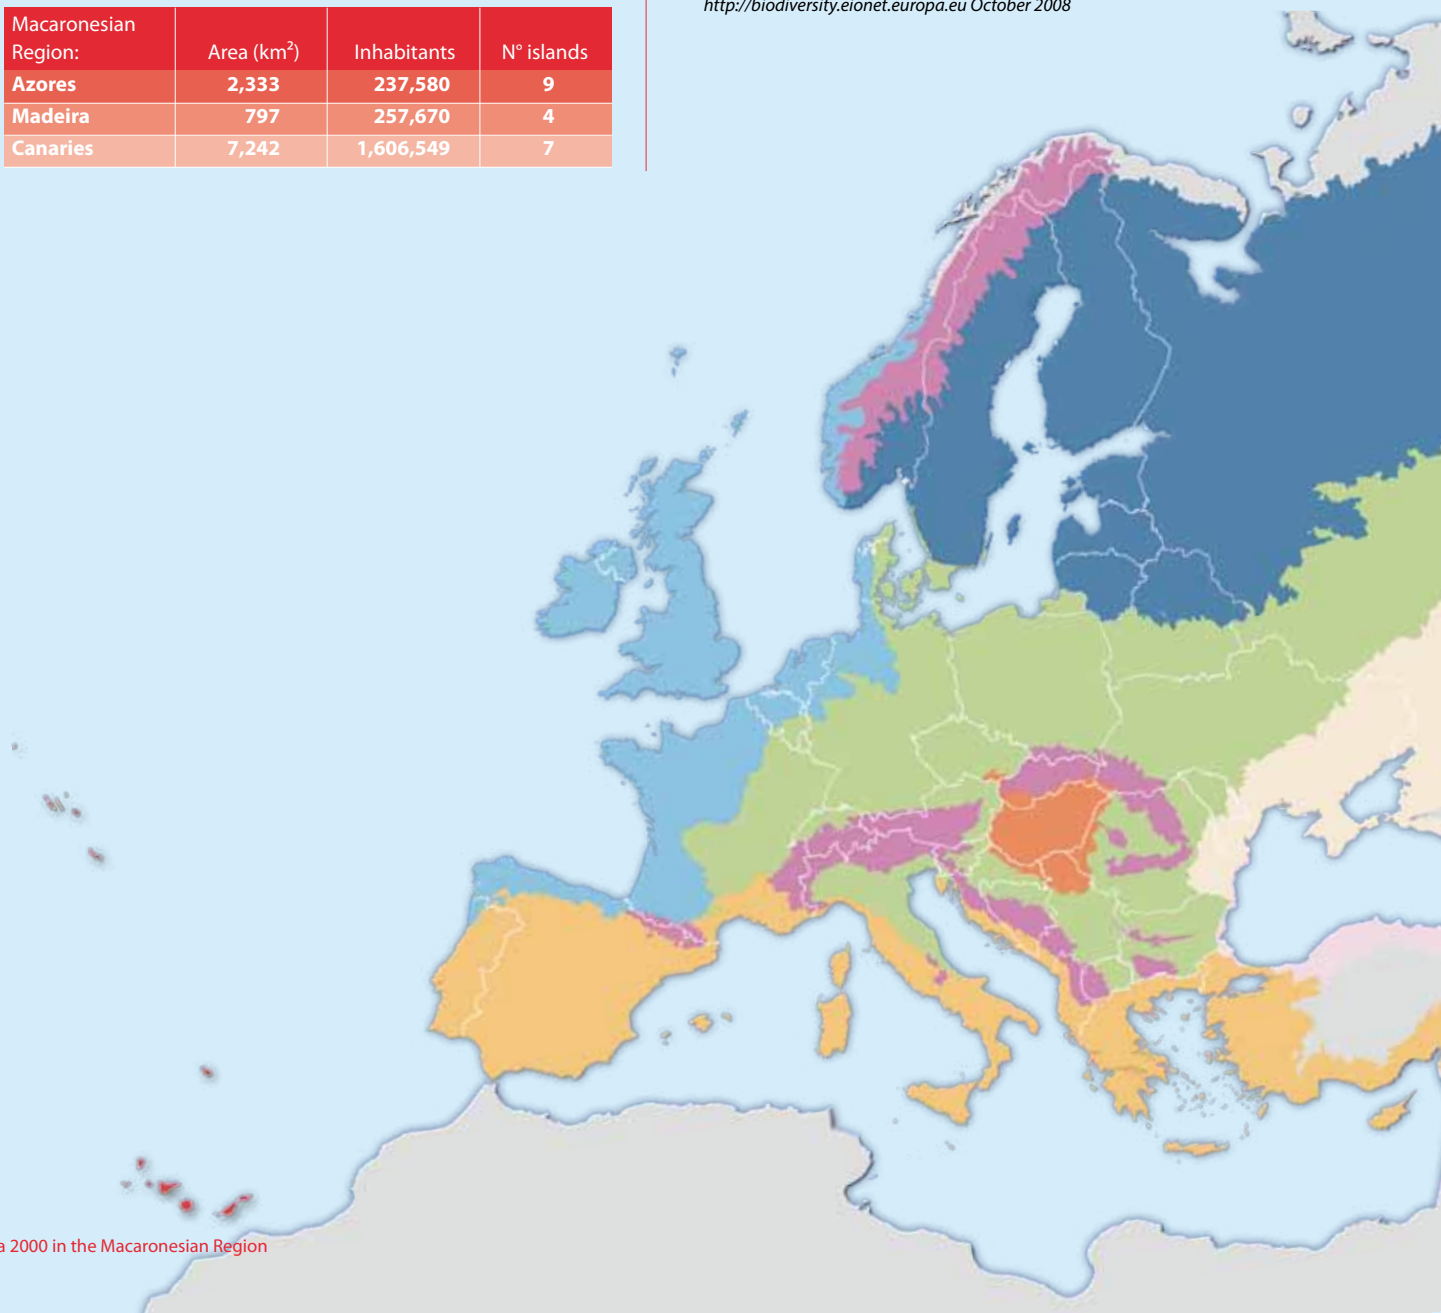 Macaronesian
Region: Area (km²) Inhabitants N° islands
Azores 2,333 237,580 9
Madeira 797 257,670 4
Canaries 7,242 1,606,549 7
http://biodiversity.eionet.europa.eu October 2008
a 2000 in the Macaronesian Region